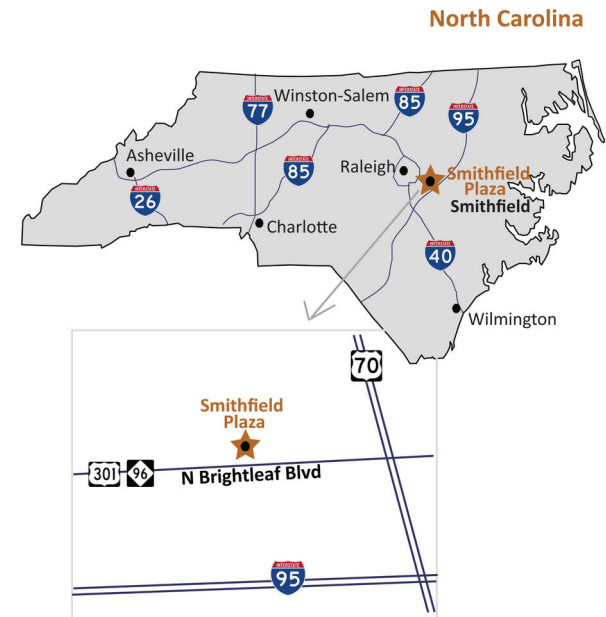 North Carolina
INTERSTATE
77
Winston-Salem
INTERSTATE
85
INTERSTATE
95
Asheville
INTERSTATE
85
Raleigh
Smithfield
Plaza
Smithfield
INTERSTATE
26
Charlotte
INTERSTATE
40
Wilmington
70
Smithfield
Plaza
301
96
N Brightleaf Blvd
INTERSTATE
95